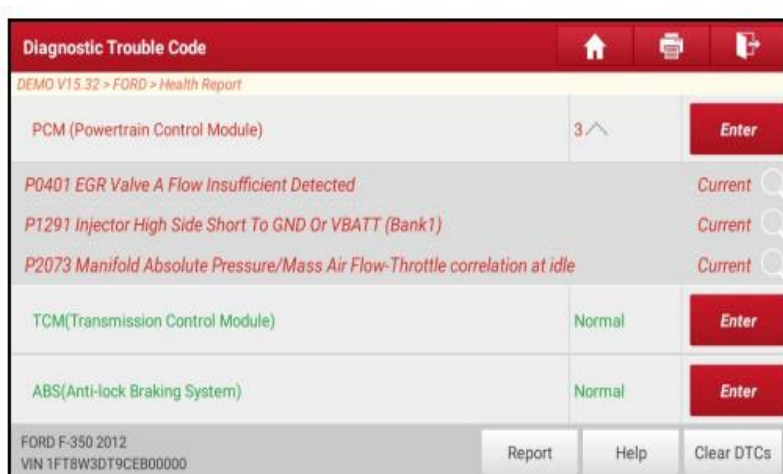 Diagnostic Trouble Code
DEMO V15.32 > FORD > Health Report
PCM (Powertrain Control Module) 3 Enter
P0401 EGR Valve A Flow Insufficient Detected Current
P1291 Injector High Side Short To GND Or VBATT (Bank1) Current
P2073 Manifold Absolute Pressure/Mass Air Flow-Throttle correlation at idle Current
TCM(Transmission Control Module) Normal Enter
ABS(Anti-lock Braking System) Normal Enter
FORD F-350 2012
VIN 1FT8W3DT9CEB00000
Report Help Clear DTCs